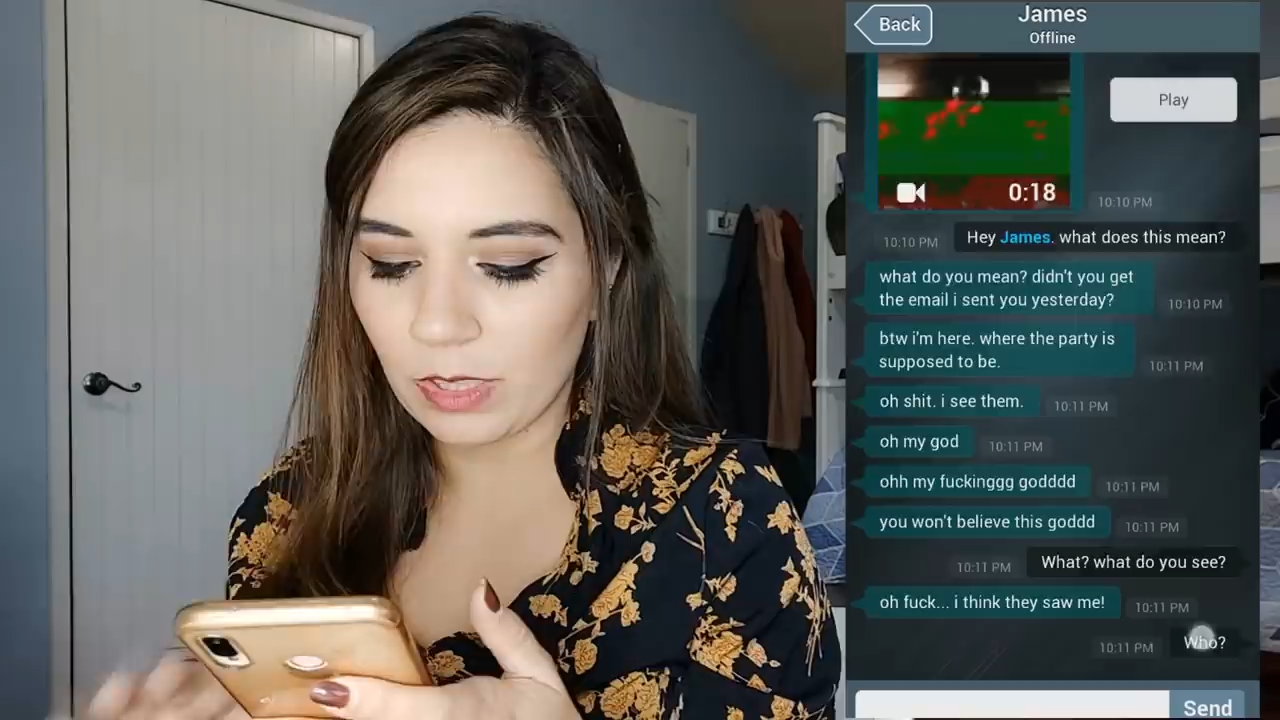 Back
James
Offline
Play
0:18
10:10 PM
10:10 PM
Hey James. what does this mean?
what do you mean? didn't you get
the email i sent you yesterday?
10:10 PM
btw i'm here. where the party is
supposed to be.
10:11 PM
oh shit. i see them.
10:11 PM
oh my god
10:11 PM
ohh my fuckinggg godddd
10:11 PM
you won't believe this goddd
10:11 PM
10:11 PM
What? what do you see?
oh fuck... i think they saw me!
10:11 PM
10:11 PM
Who?
Send